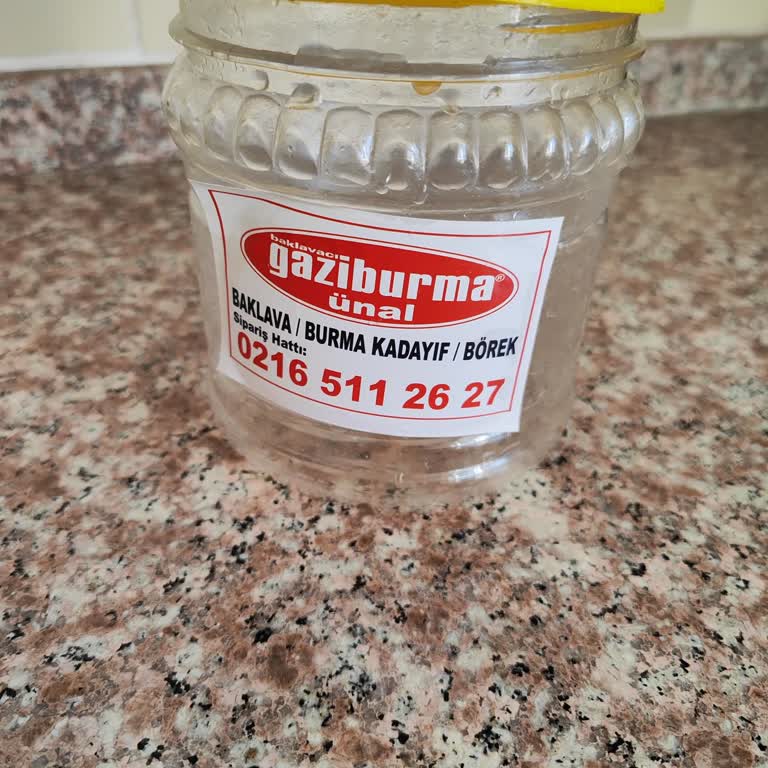 baklavacı
gaziburma®
ünal
BAKLAVA / BURMA KADAYIF / BÖREK
Sipariş Hattı:
0216 511 26 27